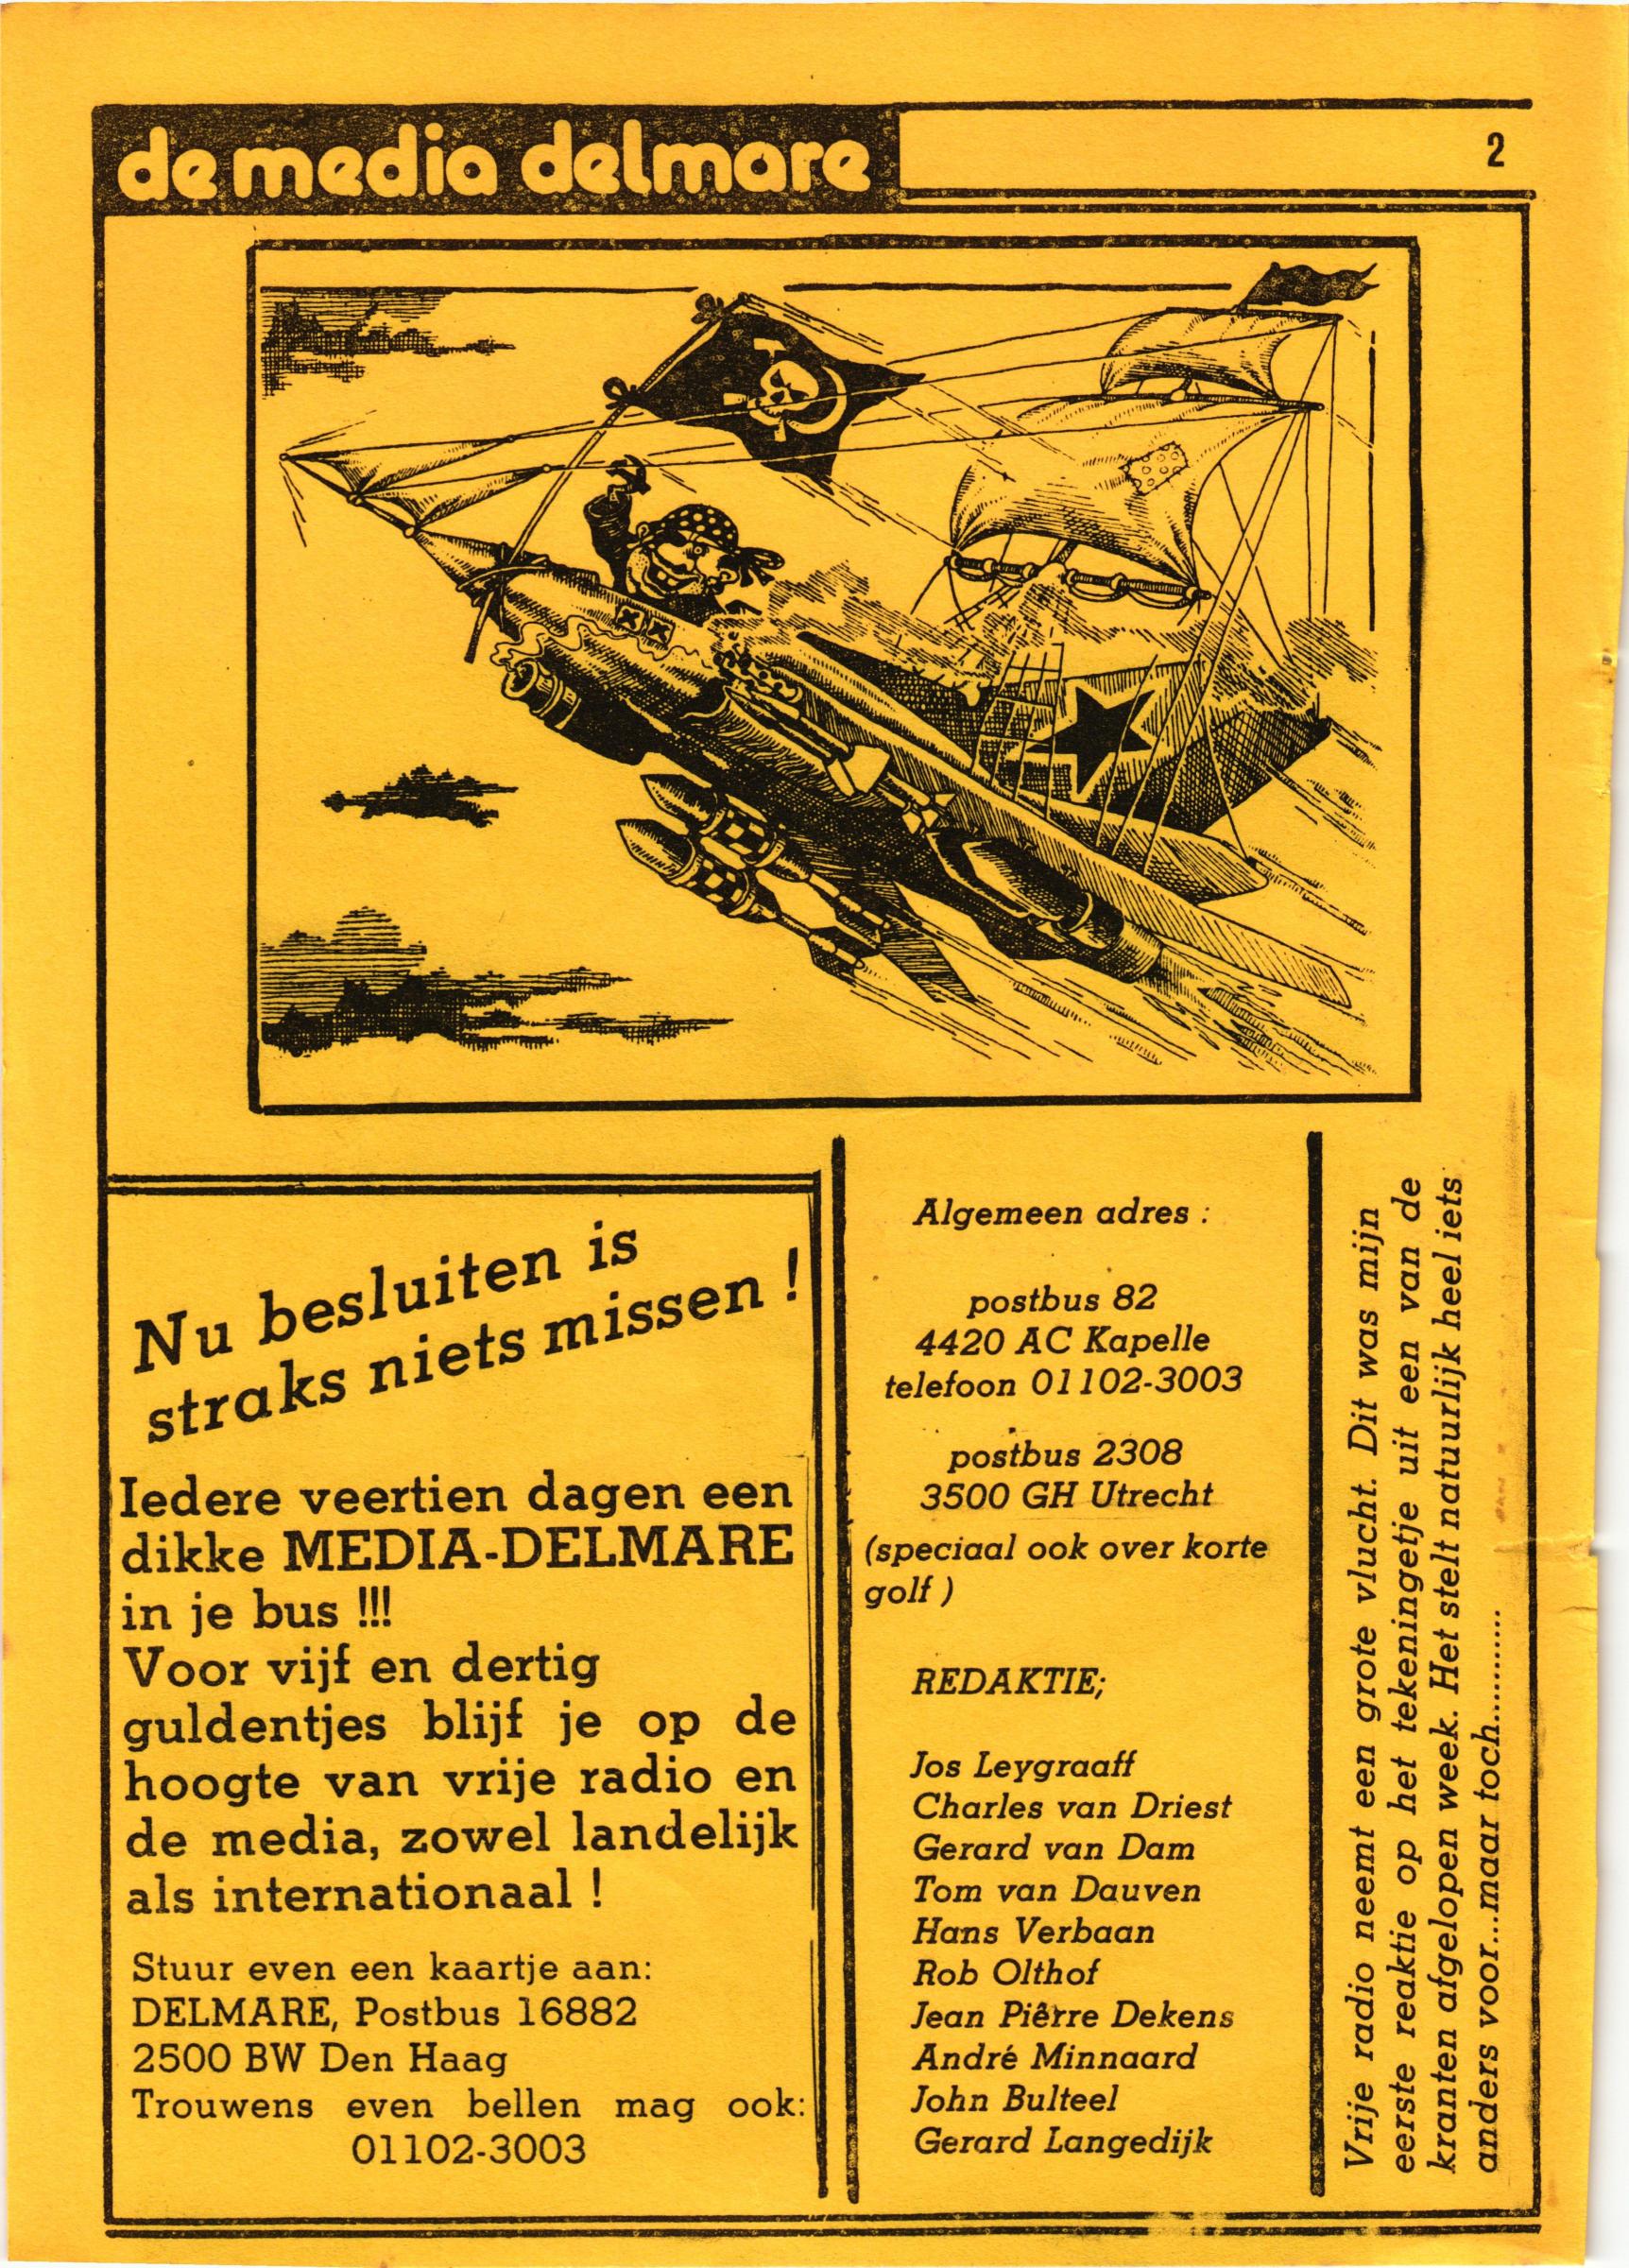 de media delmare
2
Nu besluiten is
straks niets missen !
Iedere veertien dagen een
dikke MEDIA-DELMARE
in je bus !!!
Voor vijf en dertig
guldentjes blijf je op de
hoogte van vrije radio en
de media, zowel landelijk
als internationaal !
Stuur even een kaartje aan:
DELMARE, Postbus 16882
2500 BW Den Haag
Trouwens even bellen mag ook:
01102-3003
Algemeen adres :
postbus 82
4420 AC Kapelle
telefoon 01102-3003
postbus 2308
3500 GH Utrecht
(speciaal ook over korte
golf )
REDAKTIE;
Jos Leygraaff
Charles van Driest
Gerard van Dam
Tom van Dauven
Hans Verbaan
Rob Olthof
Jean Piêrre Dekens
André Minnaard
John Bulteel
Gerard Langedijk
Vrije radio neemt een grote vlucht. Dit was mijn
eerste reaktie op het tekeningetje uit een van de
kranten afgelopen week. Het stelt natuurlijk heel iets
anders voor...maar toch..........